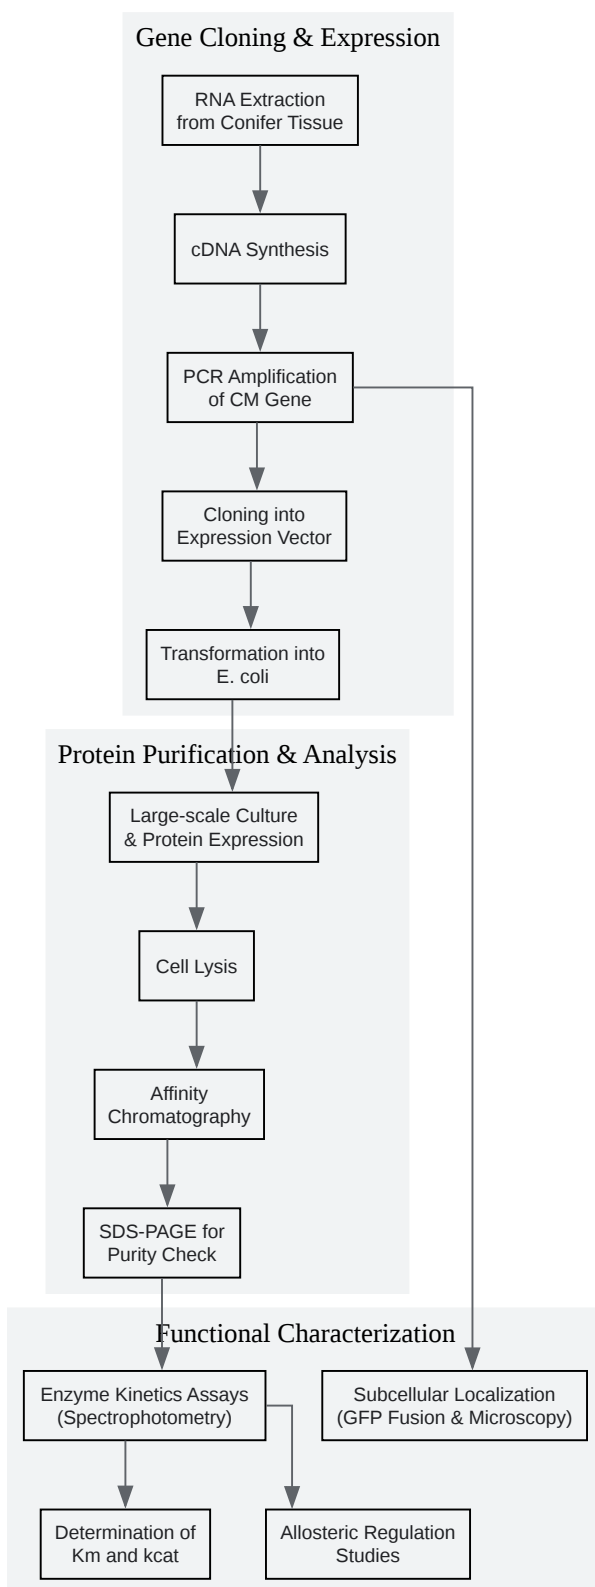 Gene Cloning & Expression
RNA Extraction
from Conifer Tissue
cDNA Synthesis
PCR Amplification
of CM Gene
Cloning into
Expression Vector
Transformation into
E. coli
Protein Purification & Analysis
Large-scale Culture
& Protein Expression
Cell Lysis
Affinity
Chromatography
SDS-PAGE for
Purity Check
Functional Characterization
Enzyme Kinetics Assays
(Spectrophotometry)
Subcellular Localization
(GFP Fusion & Microscopy)
Determination of
Km and kcat
Allosteric Regulation
Studies